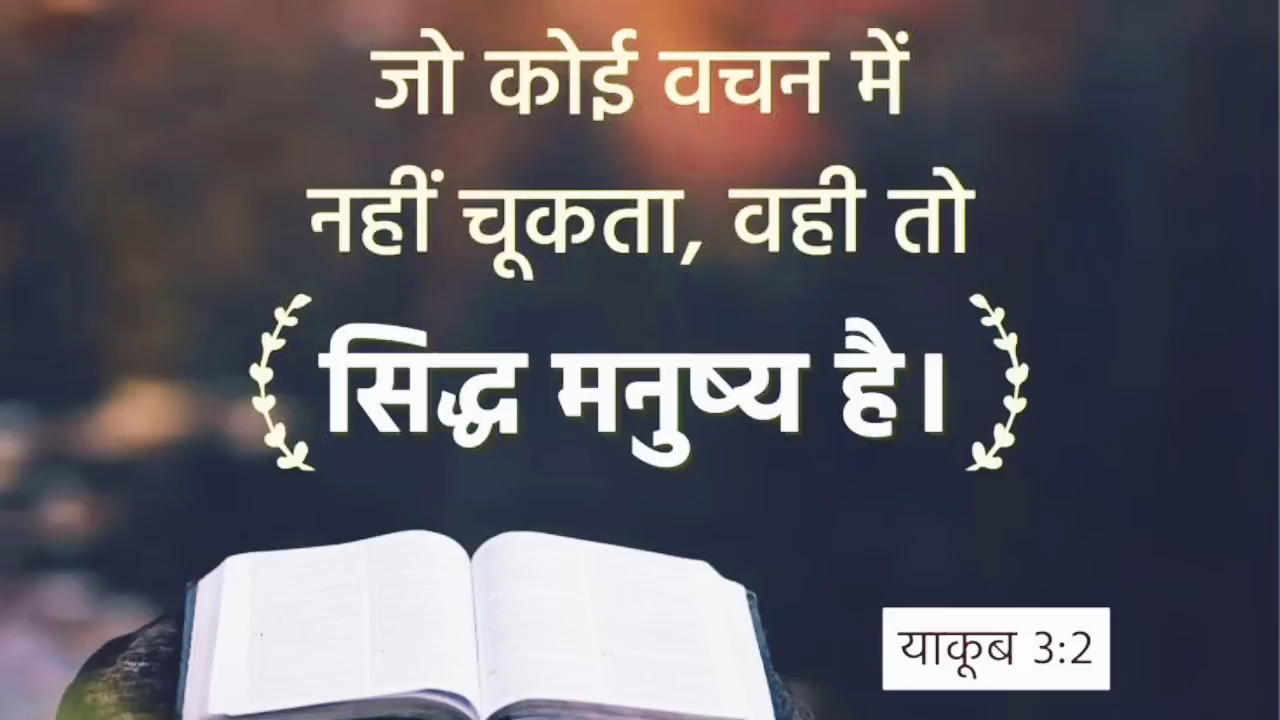 जो कोई वचन में
नहीं चूकता, वही तो
सिद्ध मनुष्य है।
याकूब 3:2